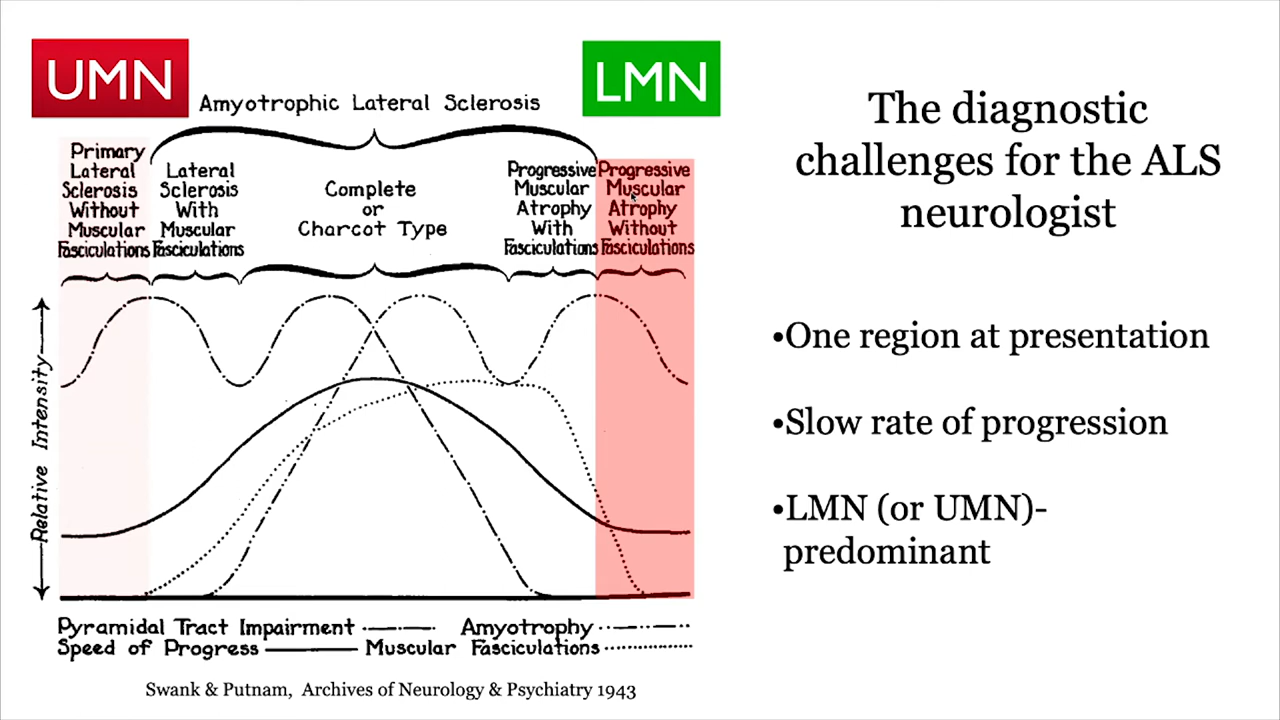 UMN
LMN
Amyotrophic Lateral Sclerosis
Primary
Lateral
Sclerosis
Without
Muscular
Fasciculations
Lateral
Sclerosis
With
Muscular
Fasciculations
Complete
or
Charcot Type
Progressive
Muscular
Atrophy
With
Fasciculations
Progressive
Muscular
Atrophy
Without
Fasciculations
Relative Intensity
Pyramidal Tract Impairment
Amyotrophy
Speed of Progress
Muscular Fasciculations
Swank & Putnam, Archives of Neurology & Psychiatry 1943
The diagnostic
challenges for the ALS
neurologist
•One region at presentation
•Slow rate of progression
•LMN (or UMN)-
predominant